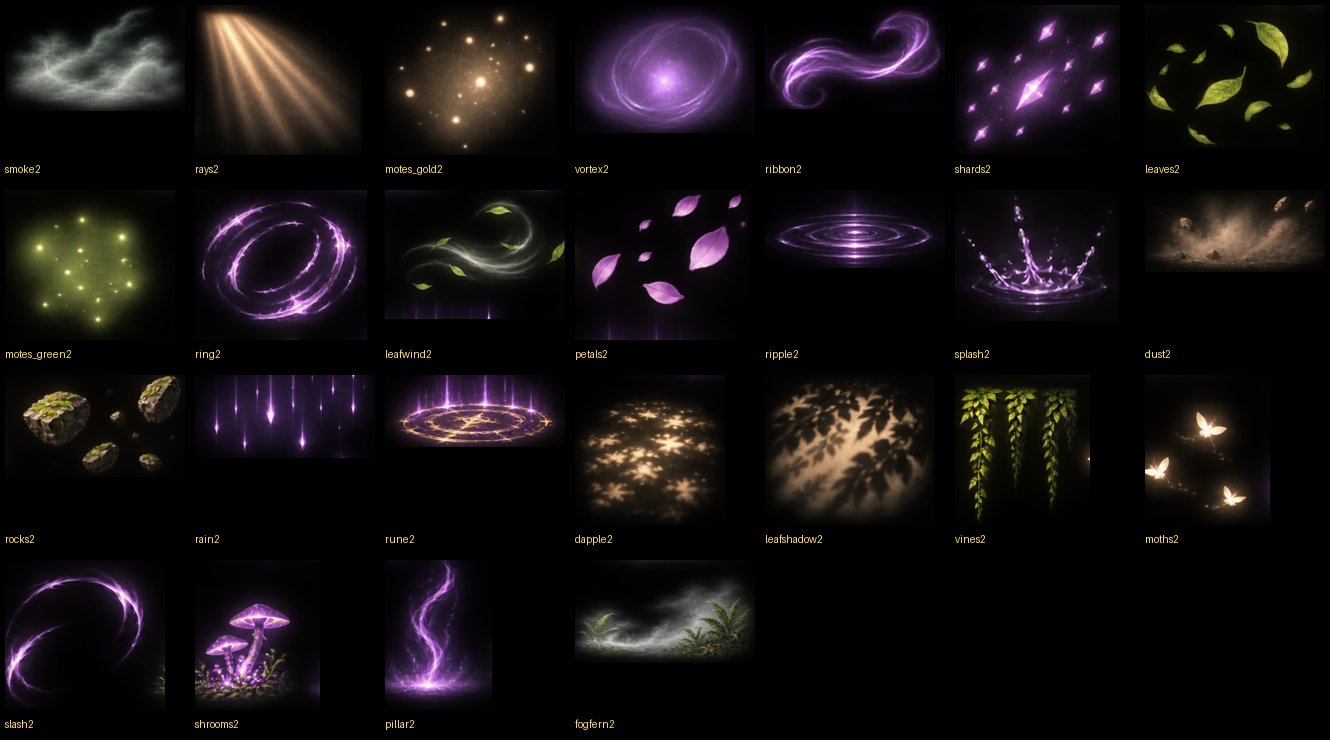 smoke2
rays2
motes_gold2
vortex2
ribbon2
shards2
leaves2
motes_green2
ring2
leafwind2
petals2
ripple2
splash2
dust2
rocks2
rain2
rune2
dapple2
leafshadow2
vines2
moths2
slash2
shrooms2
pillar2
fogfern2